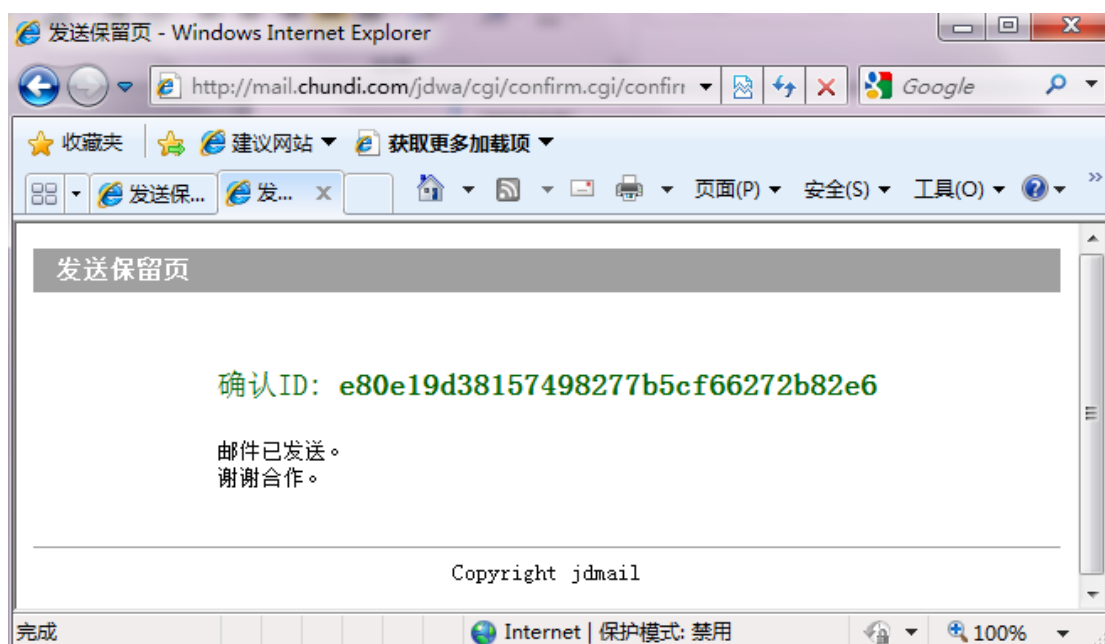 发送保留页 - Windows Internet Explorer
http://mail.chundi.com/jdwa/cgi/confirm.cgi/confirr
Google
收藏夹
建议网站
获取更多加载项
发送保...
发...
页面(P)
安全(S)
工具(O)
发送保留页
确认ID: e80e19d38157498277b5cf66272b82e6
邮件已发送。
谢谢合作。
Copyright jdmail
完成
Internet | 保护模式: 禁用
100%